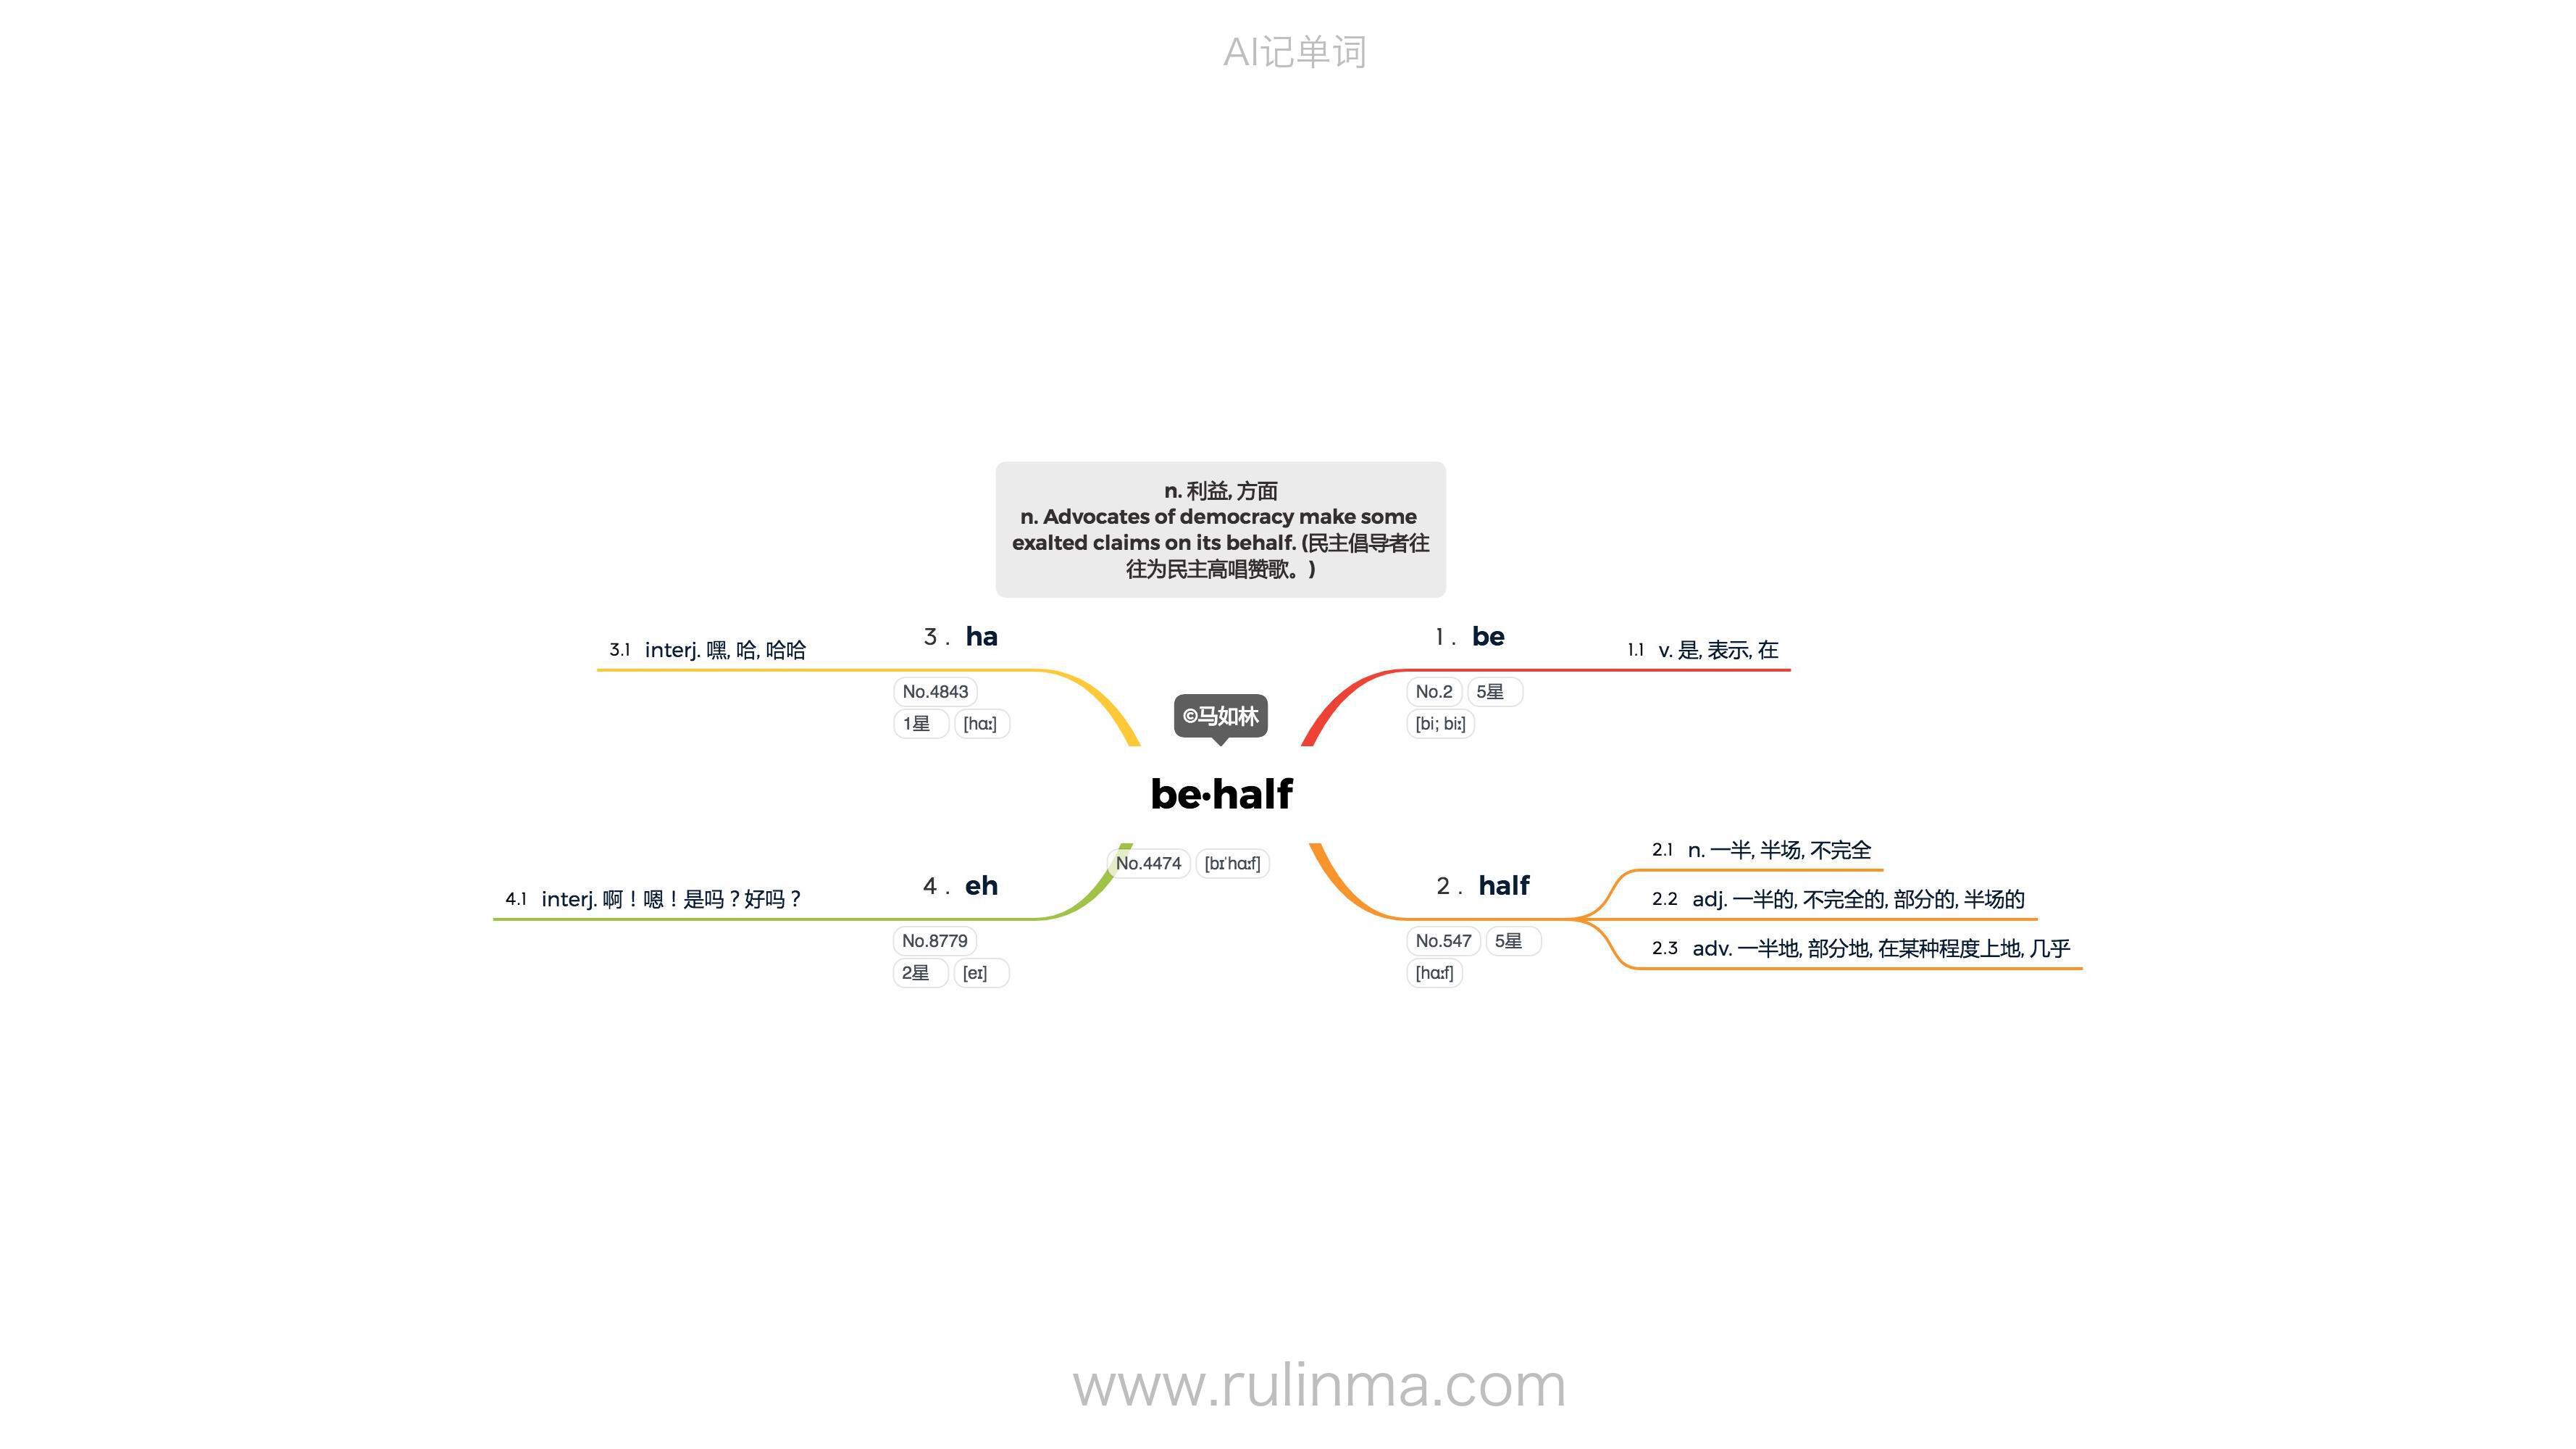 AI记单词
n. 利益, 方面
n. Advocates of democracy make some
exalted claims on its behalf. (民主倡导者往
往为民主高唱赞歌。)
3 . ha
3.1 interj. 嘿, 哈, 哈哈
No.4843
1星 [hɑː]
1 . be
1.1 v. 是, 表示, 在
No.2 5星
[bi; biː]
©马如林
be·half
No.4474 [bɪˈhɑːf]
4 . eh
4.1 interj. 啊！嗯！是吗？好吗？
No.8779
2星 [eɪ]
2 . half
No.547 5星
[hɑːf]
2.1 n. 一半, 半场, 不完全
2.2 adj. 一半的, 不完全的, 部分的, 半场的
2.3 adv. 一半地, 部分地, 在某种程度上地, 几乎
www.rulinma.com